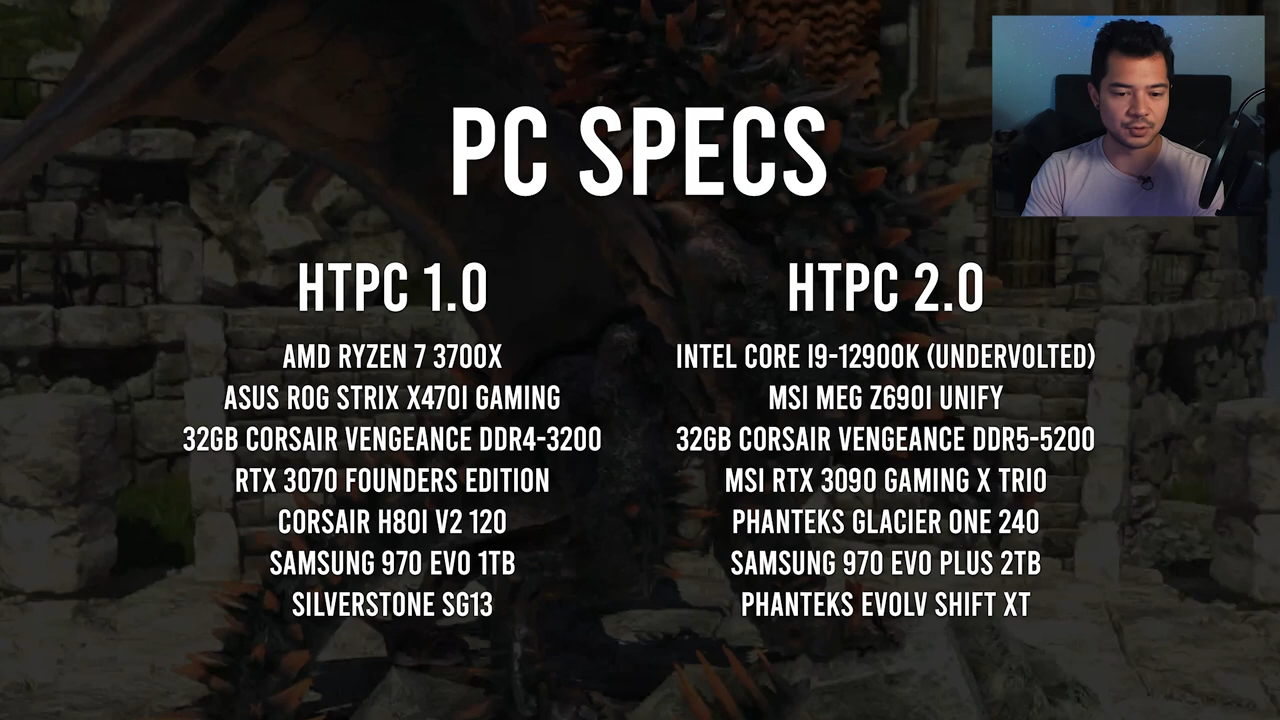 PC SPECS
HTPC 1.0
AMD RYZEN 7 3700X
ASUS ROG STRIX X470I GAMING
32GB CORSAIR VENGEANCE DDR4-3200
RTX 3070 FOUNDERS EDITION
CORSAIR H80I V2 120
SAMSUNG 970 EVO 1TB
SILVERSTONE SG13
HTPC 2.0
INTEL CORE I9-12900K (UNDERVOLTED)
MSI MEG Z690I UNIFY
32GB CORSAIR VENGEANCE DDR5-5200
MSI RTX 3090 GAMING X TRIO
PHANTEKS GLACIER ONE 240
SAMSUNG 970 EVO PLUS 2TB
PHANTEKS EVOLV SHIFT XT